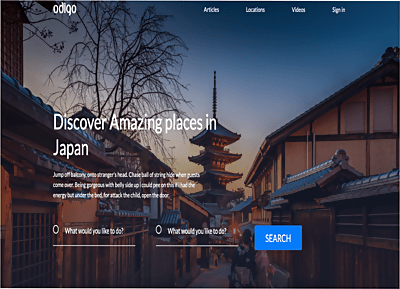 odiqo
Articles Locations Videos Sign in
Discover Amazing places in
Japan
Jump off balcony, onto stranger's head. Chase ball of string hide when guests
come over. Being gorgeous with belly side up i could pee on this if i had the
energy but under the bed, for attack the child, open the door,
What would you like to do? What would you like to do? SEARCH